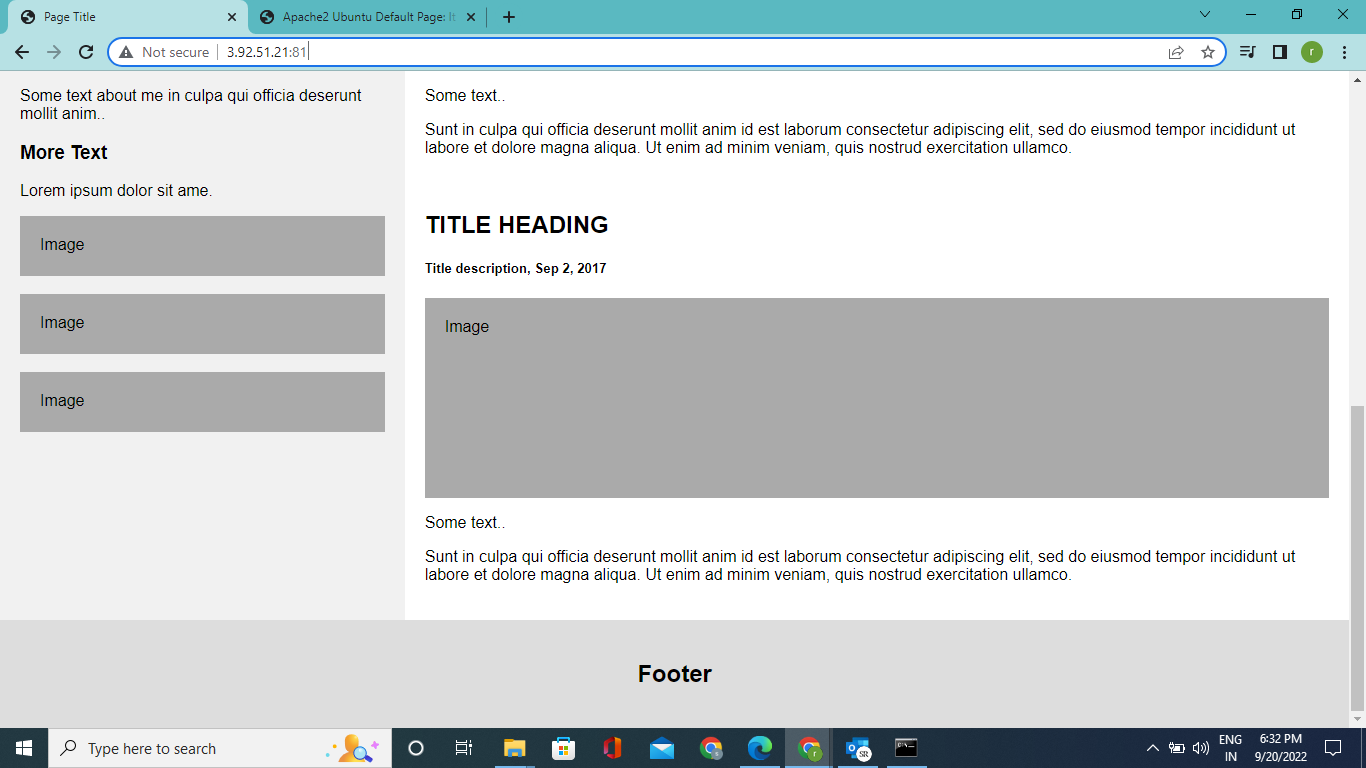 Page Title
Apache2 Ubuntu Default Page: It
Not secure
3.92.51.21:81
r
Some text about me in culpa qui officia deserunt
mollit anim..
More Text
Lorem ipsum dolor sit ame.
Image
Image
Image
Some text..
Sunt in culpa qui officia deserunt mollit anim id est laborum consectetur adipiscing elit, sed do eiusmod tempor incididunt ut
labore et dolore magna aliqua. Ut enim ad minim veniam, quis nostrud exercitation ullamco.
TITLE HEADING
Title description, Sep 2, 2017
Image
Some text..
Sunt in culpa qui officia deserunt mollit anim id est laborum consectetur adipiscing elit, sed do eiusmod tempor incididunt ut
labore et dolore magna aliqua. Ut enim ad minim veniam, quis nostrud exercitation ullamco.
Footer
Type here to search
r
SR
ENG
IN
6:32 PM
9/20/2022